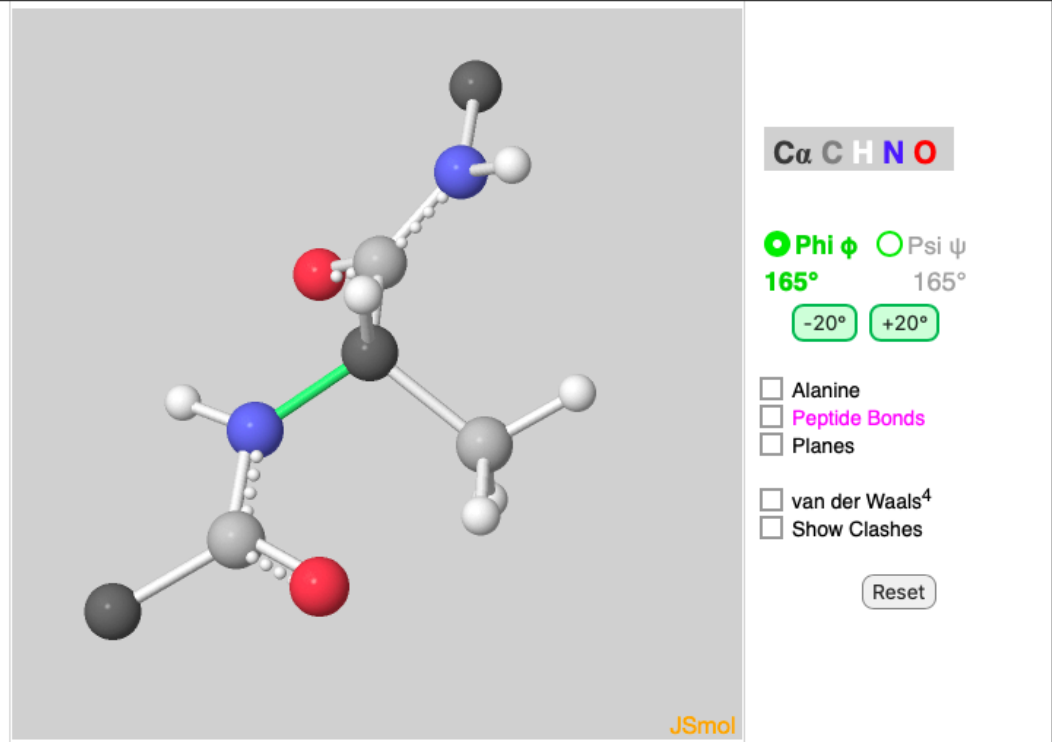 Cα C H N O
Phi ϕ Psi ψ
165° 165°
-20° +20°
Alanine
Peptide Bonds
Planes
van der Waals4
Show Clashes
Reset
JSmol